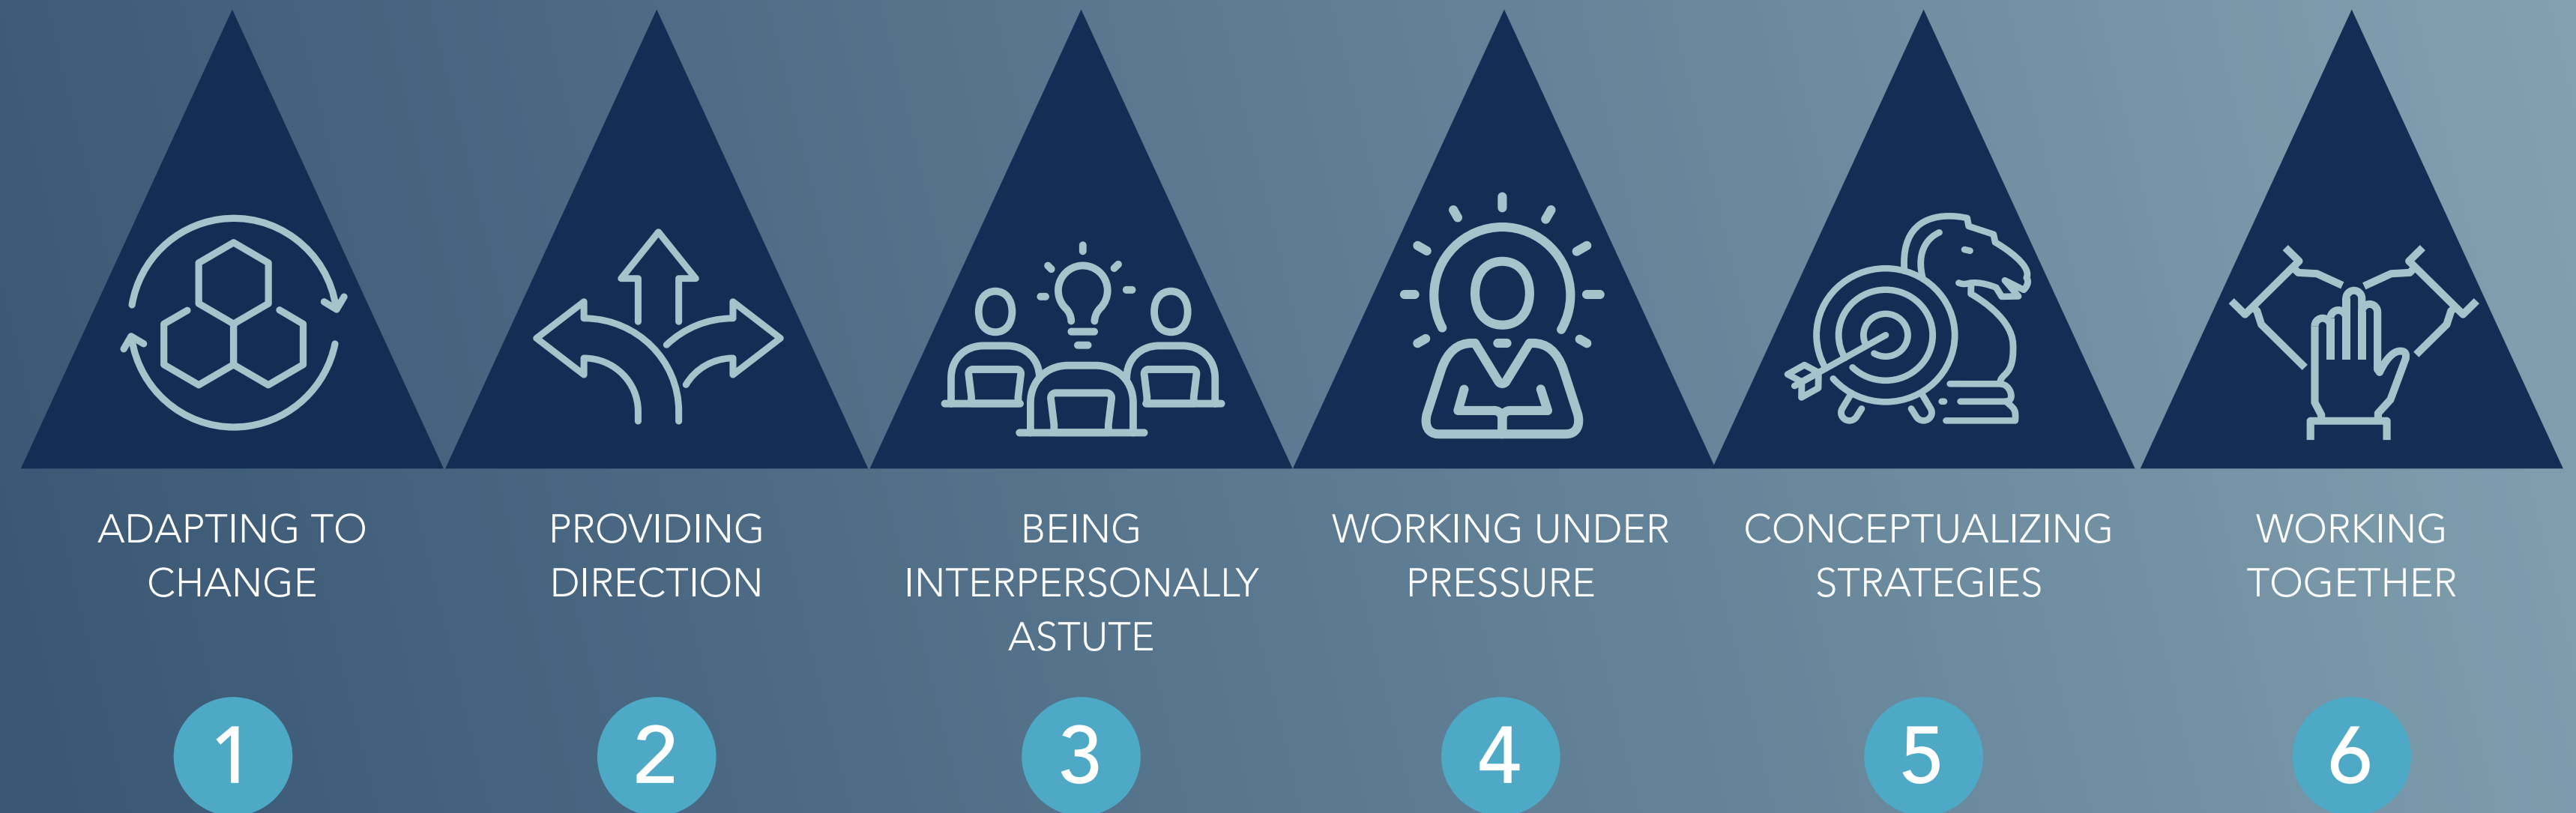 ADAPTING TO
CHANGE
1
PROVIDING
DIRECTION
2
BEING
INTERPERSONALLY
ASTUTE
3
WORKING UNDER
PRESSURE
4
CONCEPTUALIZING
STRATEGIES
5
WORKING
TOGETHER
6